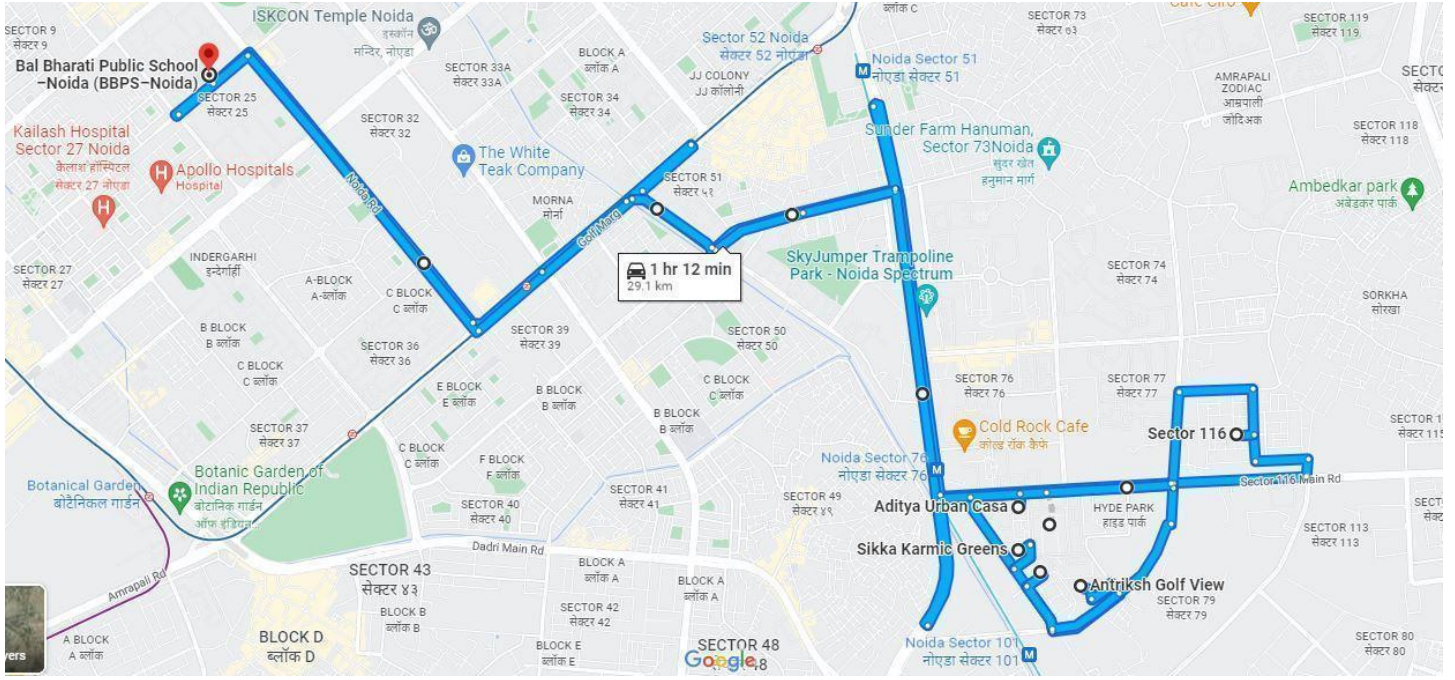 ISKCON Temple Noida
इस्कॉन
मन्दिर, नोएडा
SECTOR 9
सेक्टर 9
Bal Bharati Public School
–Noida (BBPS–Noida)
SECTOR 25
सेक्टर 25
SECTOR 33A
सेक्टर 33A
BLOCK A
ब्लॉक A
SECTOR 34
सेक्टर 34
SECTOR 32
सेक्टर 32
Sector 52 Noida
सेक्टर 52 नोएडा
JJ COLONY
JJ कॉलोनी
ब्लॉक C
Noida Sector 51
नोएडा सेक्टर 51
SECTOR 73
सेक्टर 63
SECTOR 119
सेक्टर 119
AMRAPALI
ZODIAC
आम्रपाली
जोडिअक
SECTOR 118
सेक्टर 118
Kailash Hospital
Sector 27 Noida
कैलाश हॉस्पिटल
सेक्टर 27 नोएडा
Apollo Hospitals
Hospital
The White
Teak Company
Sunder Farm Hanuman,
Sector 73Noida
सुंदर खेत
हनुमान मार्ग
Ambedkar park
अंबेडकर पार्क
SECTOR 51
सेक्टर ५१
MORNA
मोर्ना
Noida Rd
Golf Marg
SECTOR 27
सेक्टर 27
INDERGARHI
इन्देर्गार्ही
A-BLOCK
A-ब्लॉक
C BLOCK
C ब्लॉक
1 hr 12 min
29.1 km
SkyJumper Trampoline
Park - Noida Spectrum
SECTOR 74
सेक्टर 74
SORKHA
सोरखा
B BLOCK
B ब्लॉक
SECTOR 36
सेक्टर 36
SECTOR 39
सेक्टर 39
SECTOR 50
सेक्टर 50
C BLOCK
C ब्लॉक
E BLOCK
E ब्लॉक
B BLOCK
B ब्लॉक
C BLOCK
C ब्लॉक
SECTOR 76
सेक्टर 76
SECTOR 77
सेक्टर 77
B BLOCK
B ब्लॉक
SECTOR 37
सेक्टर 37
C BLOCK
C ब्लॉक
F BLOCK
F ब्लॉक
Cold Rock Cafe
कोल्ड रॉक कैफे
Sector 116
सेक्टर 115
Noida Sector 76
नोएडा सेक्टर 76
Botanical Garden
बोटैनिकल गार्डन
Botanic Garden of
Indian Republic
बोटानिक गार्डन
ऑफ़ इंडियन
SECTOR 40
सेक्टर 40
SECTOR 41
सेक्टर 41
SECTOR 49
सेक्टर ४९
Sector 116 Main Rd
Aditya Urban Casa
HYDE PARK
हाइड पार्क
SECTOR 113
सेक्टर 113
Dadri Main Rd
Sikka Karmic Greens
Amrapali Rd
SECTOR 43
सेक्टर ४३
BLOCK A
ब्लॉक A
BLOCK A
ब्लॉक A
Antriksh Golf View
SECTOR 79
सेक्टर 79
BLOCK B
ब्लॉक B
SECTOR 42
सेक्टर 42
A BLOCK
A ब्लॉक
BLOCK D
ब्लॉक D
BLOCK E
ब्लॉक E
SECTOR 48
Google
Noida Sector 101
नोएडा सेक्टर 101
SECTOR 80
सेक्टर 80